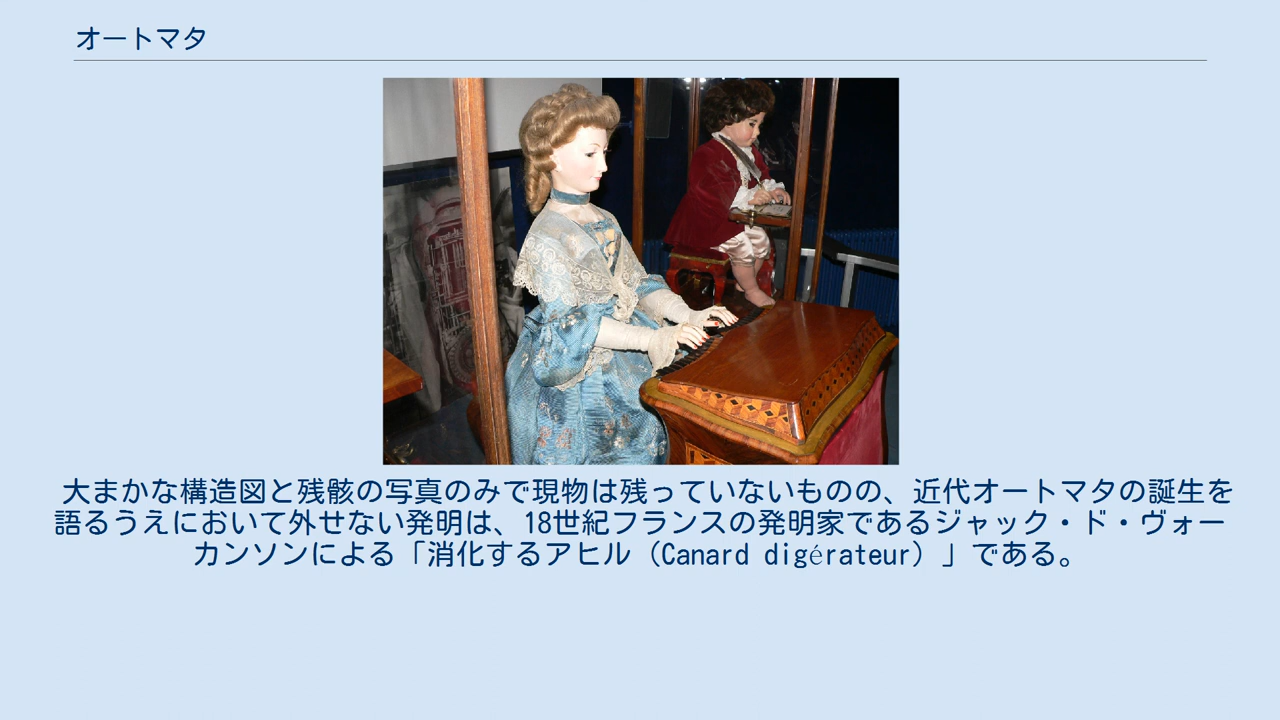 オートマタ
大まかな構造図と残骸の写真のみで現物は残っていないものの、近代オートマタの誕生を
語るうえにおいて外せない発明は、18世紀フランスの発明家であるジャック・ド・ヴォー
カンソンによる「消化するアヒル（Canard digérateur）」である。